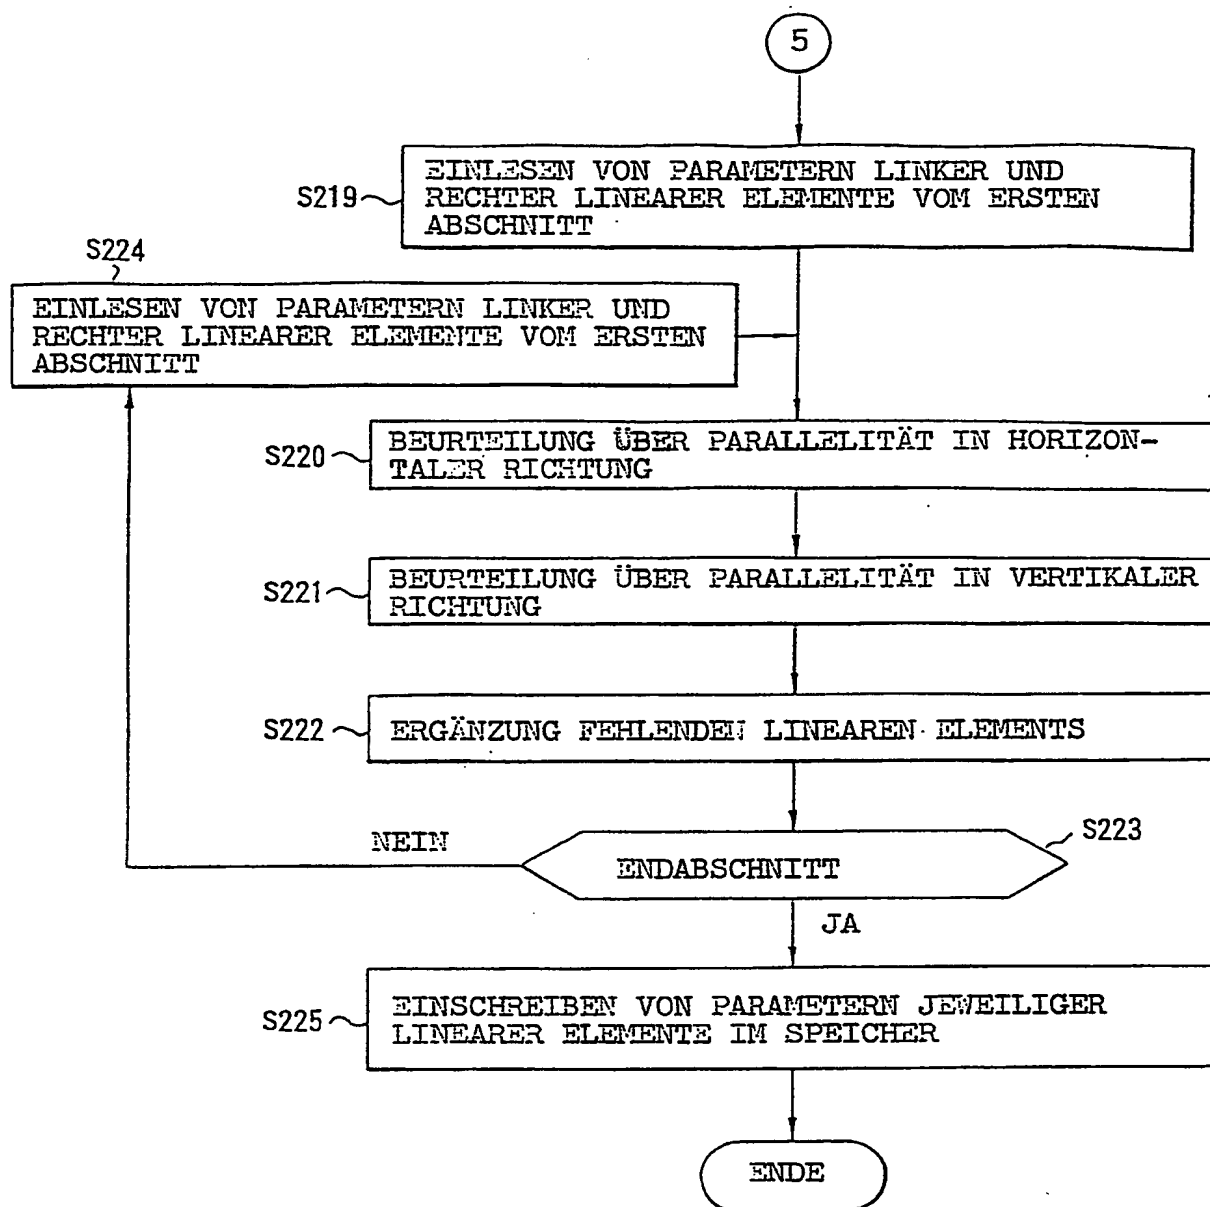 5
S219
EINLESEN VON PARAMETERN LINKER UND
RECHTER LINEARER ELEMENTE VOM ERSTEN
ABSCHNITT
S224
EINLESEN VON PARAMETERN LINKER UND
RECHTER LINEARER ELEMENTE VOM ERSTEN
ABSCHNITT
S220
BEURTEILUNG ÜBER PARALLELITÄT IN HORIZON-
TALER RICHTUNG
S221
BEURTEILUNG ÜBER PARALLELITÄT IN VERTIKALER
RICHTUNG
S222
ERGÄNZUNG FEHLENDEN LINEAREN ELEMENTS
S223
NEIN
ENDABSCHNITT
JA
S225
EINSCHREIBEN VON PARAMETERN JEWEILIGER
LINEARER ELEMENTE IM SPEICHER
ENDE